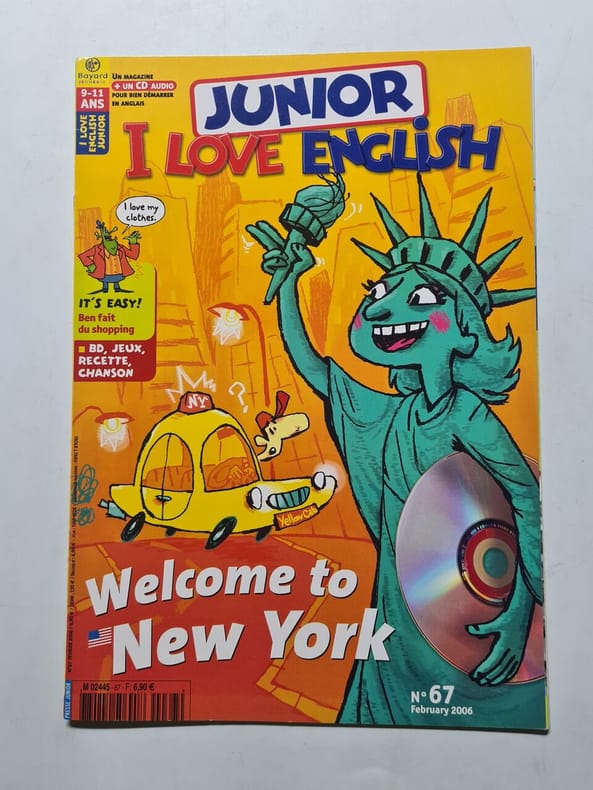 Bayard
JEUNESSE
9-11
ANS
I LOVE
ENGLISH
JUNIOR
UN MAGAZINE
+ UN CD AUDIO
POUR BIEN DÉMARRER
EN ANGLAIS
JUNIOR
I LOVE ENGLISH
I love my
clothes.
IT'S EASY!
Ben fait
du shopping
BD, JEUX,
RECETTE,
CHANSON
NY
?
Yellow Cab
Welcome to
New York
M 02445 - 67 - F: 6,90 €
PRESSE JUNIOR
N° 67
February 2006